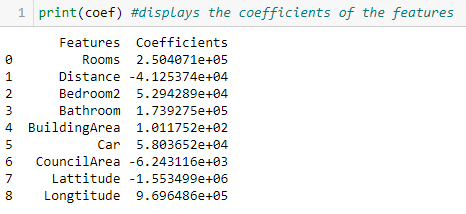 1 print(coef) #displays the coefficients of the features
Features Coefficients
0 Rooms 2.504071e+05
1 Distance -4.125374e+04
2 Bedroom2 5.294289e+04
3 Bathroom 1.739275e+05
4 BuildingArea 1.011752e+02
5 Car 5.803652e+04
6 CouncilArea -6.243116e+03
7 Lattitude -1.553499e+06
8 Longtitude 9.696486e+05